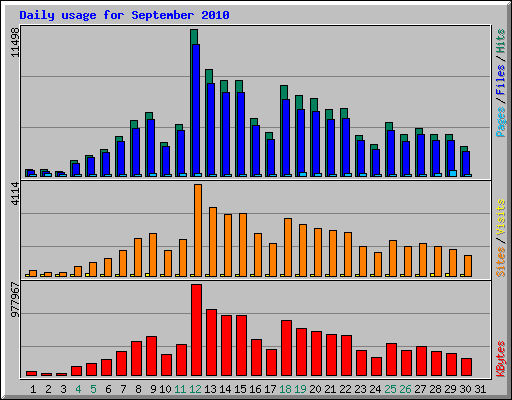 Daily usage for September 2010
11498
Pages / Files / Hits
4114
Sites / Visits
977967
KBytes
1 2 3 4 5 6 7 8 9 10 11 12 13 14 15 16 17 18 19 20 21 22 23 24 25 26 27 28 29 30 31